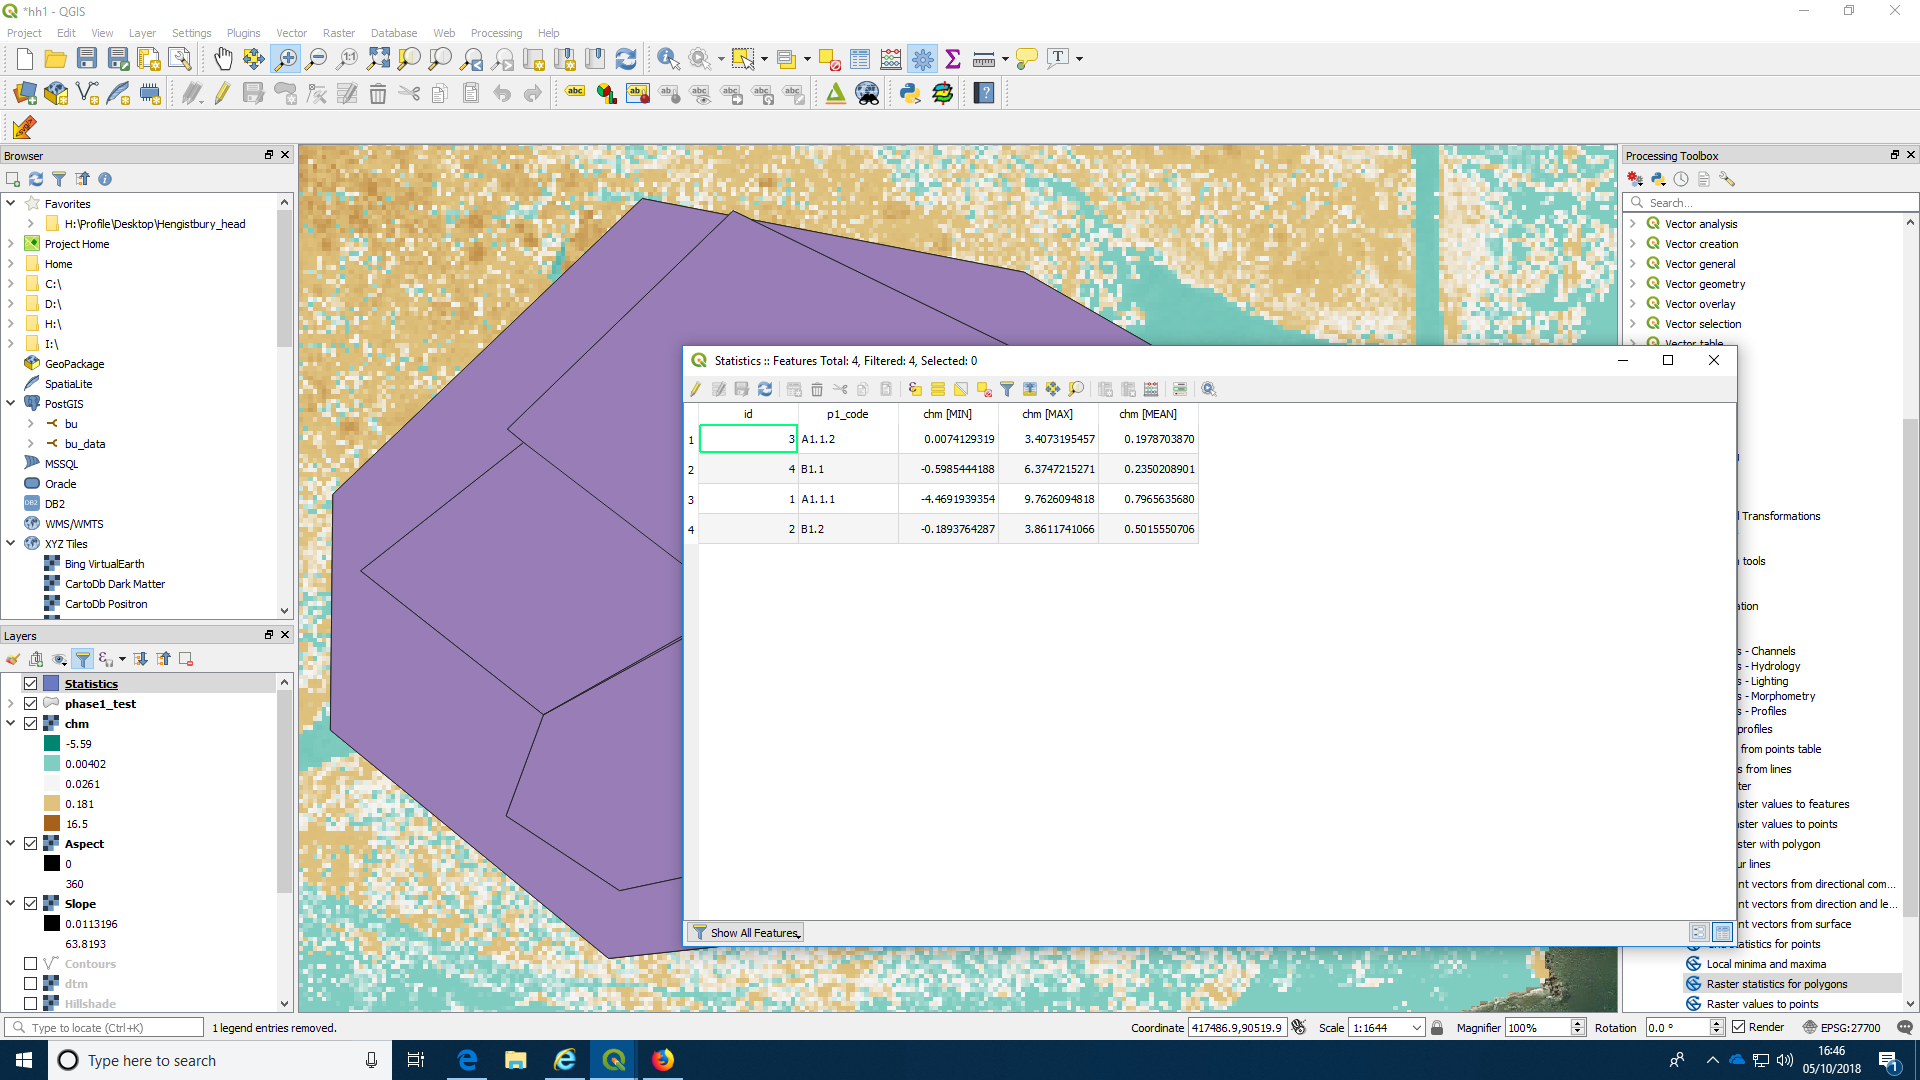 *hh1 - QGIS
Project Edit View Layer Settings Plugins Vector Raster Database Web Processing Help
Browser
Favorites
H:\Profile\Desktop\Hengistbury_head
Project Home
Home
C:\
D:\
H:\
I:\
GeoPackage
SpatiaLite
PostGIS
bu
bu_data
MSSQL
Oracle
DB2
WMS/WMTS
XYZ Tiles
Bing VirtualEarth
CartoDb Dark Matter
CartoDb Positron
Layers
Statistics
phase1_test
chm
-5.59
0.00402
0.0261
0.181
16.5
Aspect
0
360
Slope
0.0113196
63.8193
Contours
dtm
Hillshade
Statistics :: Features Total: 4, Filtered: 4, Selected: 0
id p1_code chm [MIN] chm [MAX] chm [MEAN]
1 3 A1.1.2 0.0074129319 3.4073195457 0.1978703870
2 4 B1.1 -0.5985444188 6.3747215271 0.2350208901
3 1 A1.1.1 -4.4691939354 9.7626094818 0.7965635680
4 2 B1.2 -0.1893764287 3.8611741066 0.5015550706
Show All Features
Processing Toolbox
Search...
Vector analysis
Vector creation
Vector general
Vector geometry
Vector overlay
Vector selection
Vector table
l Transformations
tools
ation
s - Channels
s - Hydrology
s - Lighting
s - Morphometry
s - Profiles
profiles
from points table
s from lines
ter
aster values to features
aster values to points
ster with polygon
ur lines
nt vectors from directional com...
nt vectors from direction and le...
nt vectors from surface
statistics for points
Local minima and maxima
Raster statistics for polygons
Raster values to points
Type to locate (Ctrl+K)
1 legend entries removed.
Coordinate 417486.9,90519.9
Scale 1:1644
Magnifier 100%
Rotation 0.0 °
Render
EPSG:27700
Type here to search
16:46
05/10/2018
1